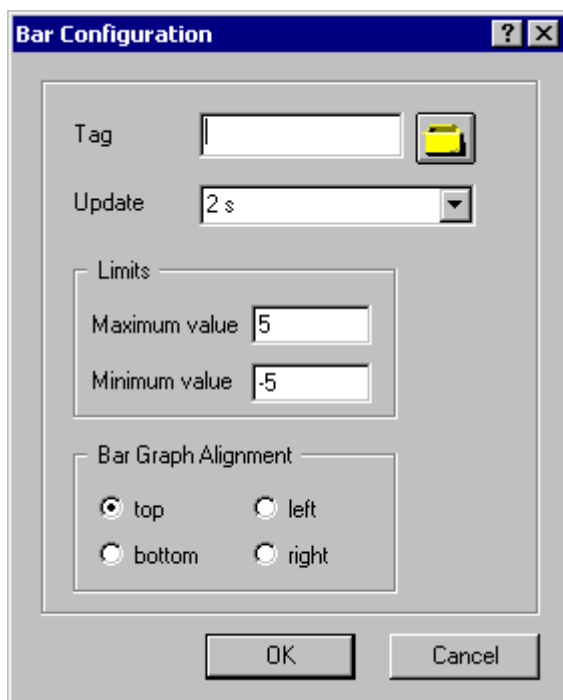 Bar Configuration
Tag
Update 2 s
Limits
Maximum value 5
Minimum value -5
Bar Graph Alignment
top left
bottom right
OK Cancel